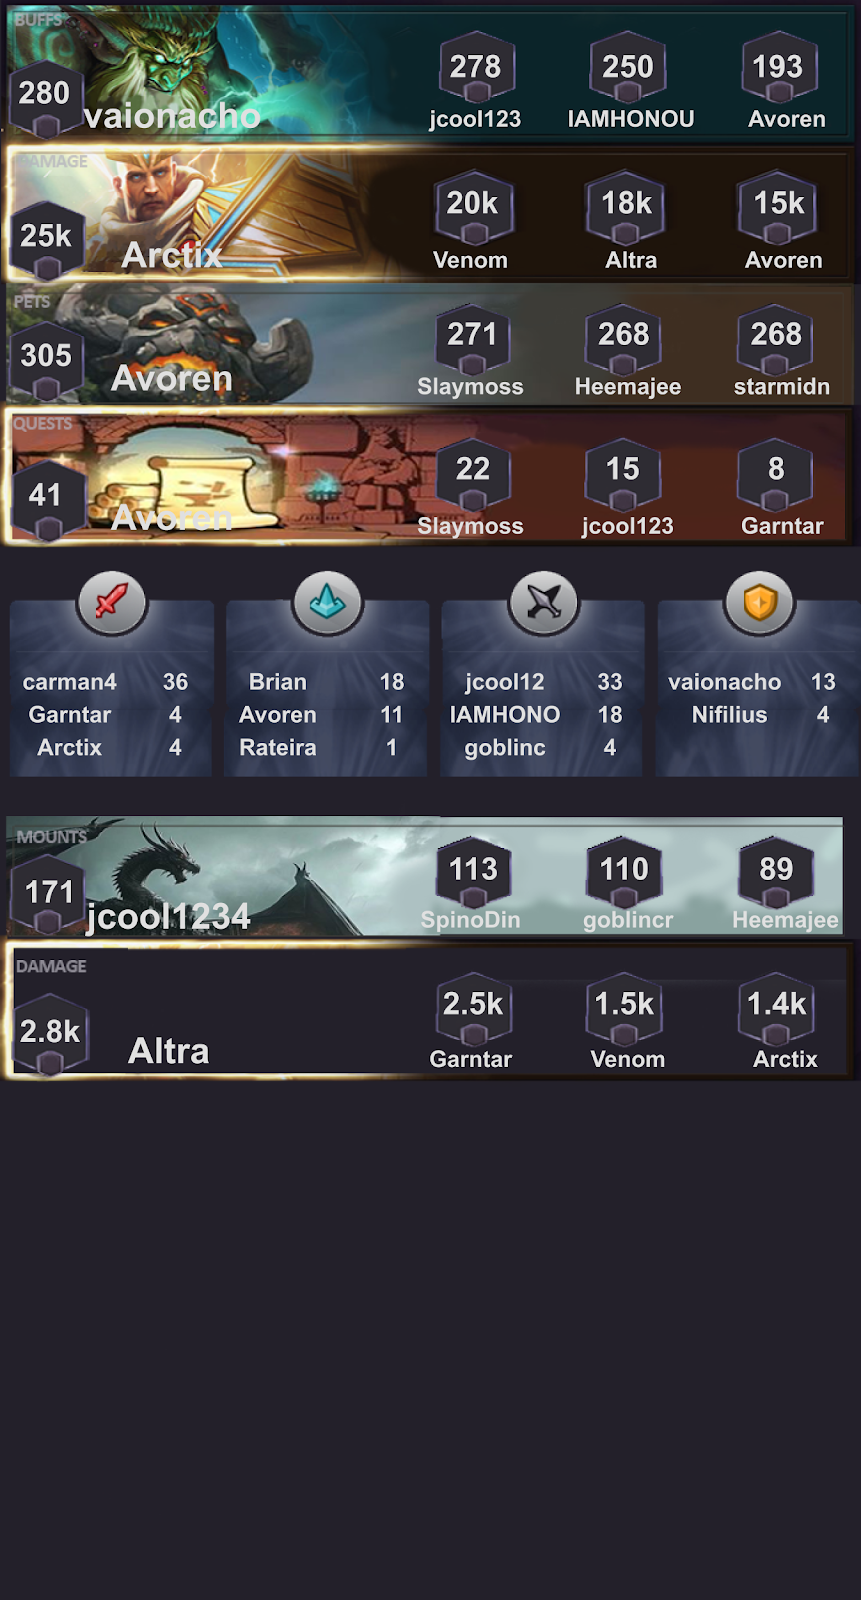 BUFFS
280 vaionacho
278 250 193
jcool123 IAMHONOU Avoren
DAMAGE
25k Arctix
20k 18k 15k
Venom Altra Avoren
PETS
305 Avoren
271 268 268
Slaymoss Heemajee starmidn
QUESTS
41 Avoren
22 15 8
Slaymoss jcool123 Garntar
carman4 36
Garntar 4
Arctix 4
Brian 18
Avoren 11
Rateira 1
jcool12 33
IAMHONO 18
goblinc 4
vaionacho 13
Nifilius 4
MOUNTS
171 jcool1234
113 110 89
SpinoDin goblincr Heemajee
DAMAGE
2.8k Altra
2.5k 1.5k 1.4k
Garntar Venom Arctix